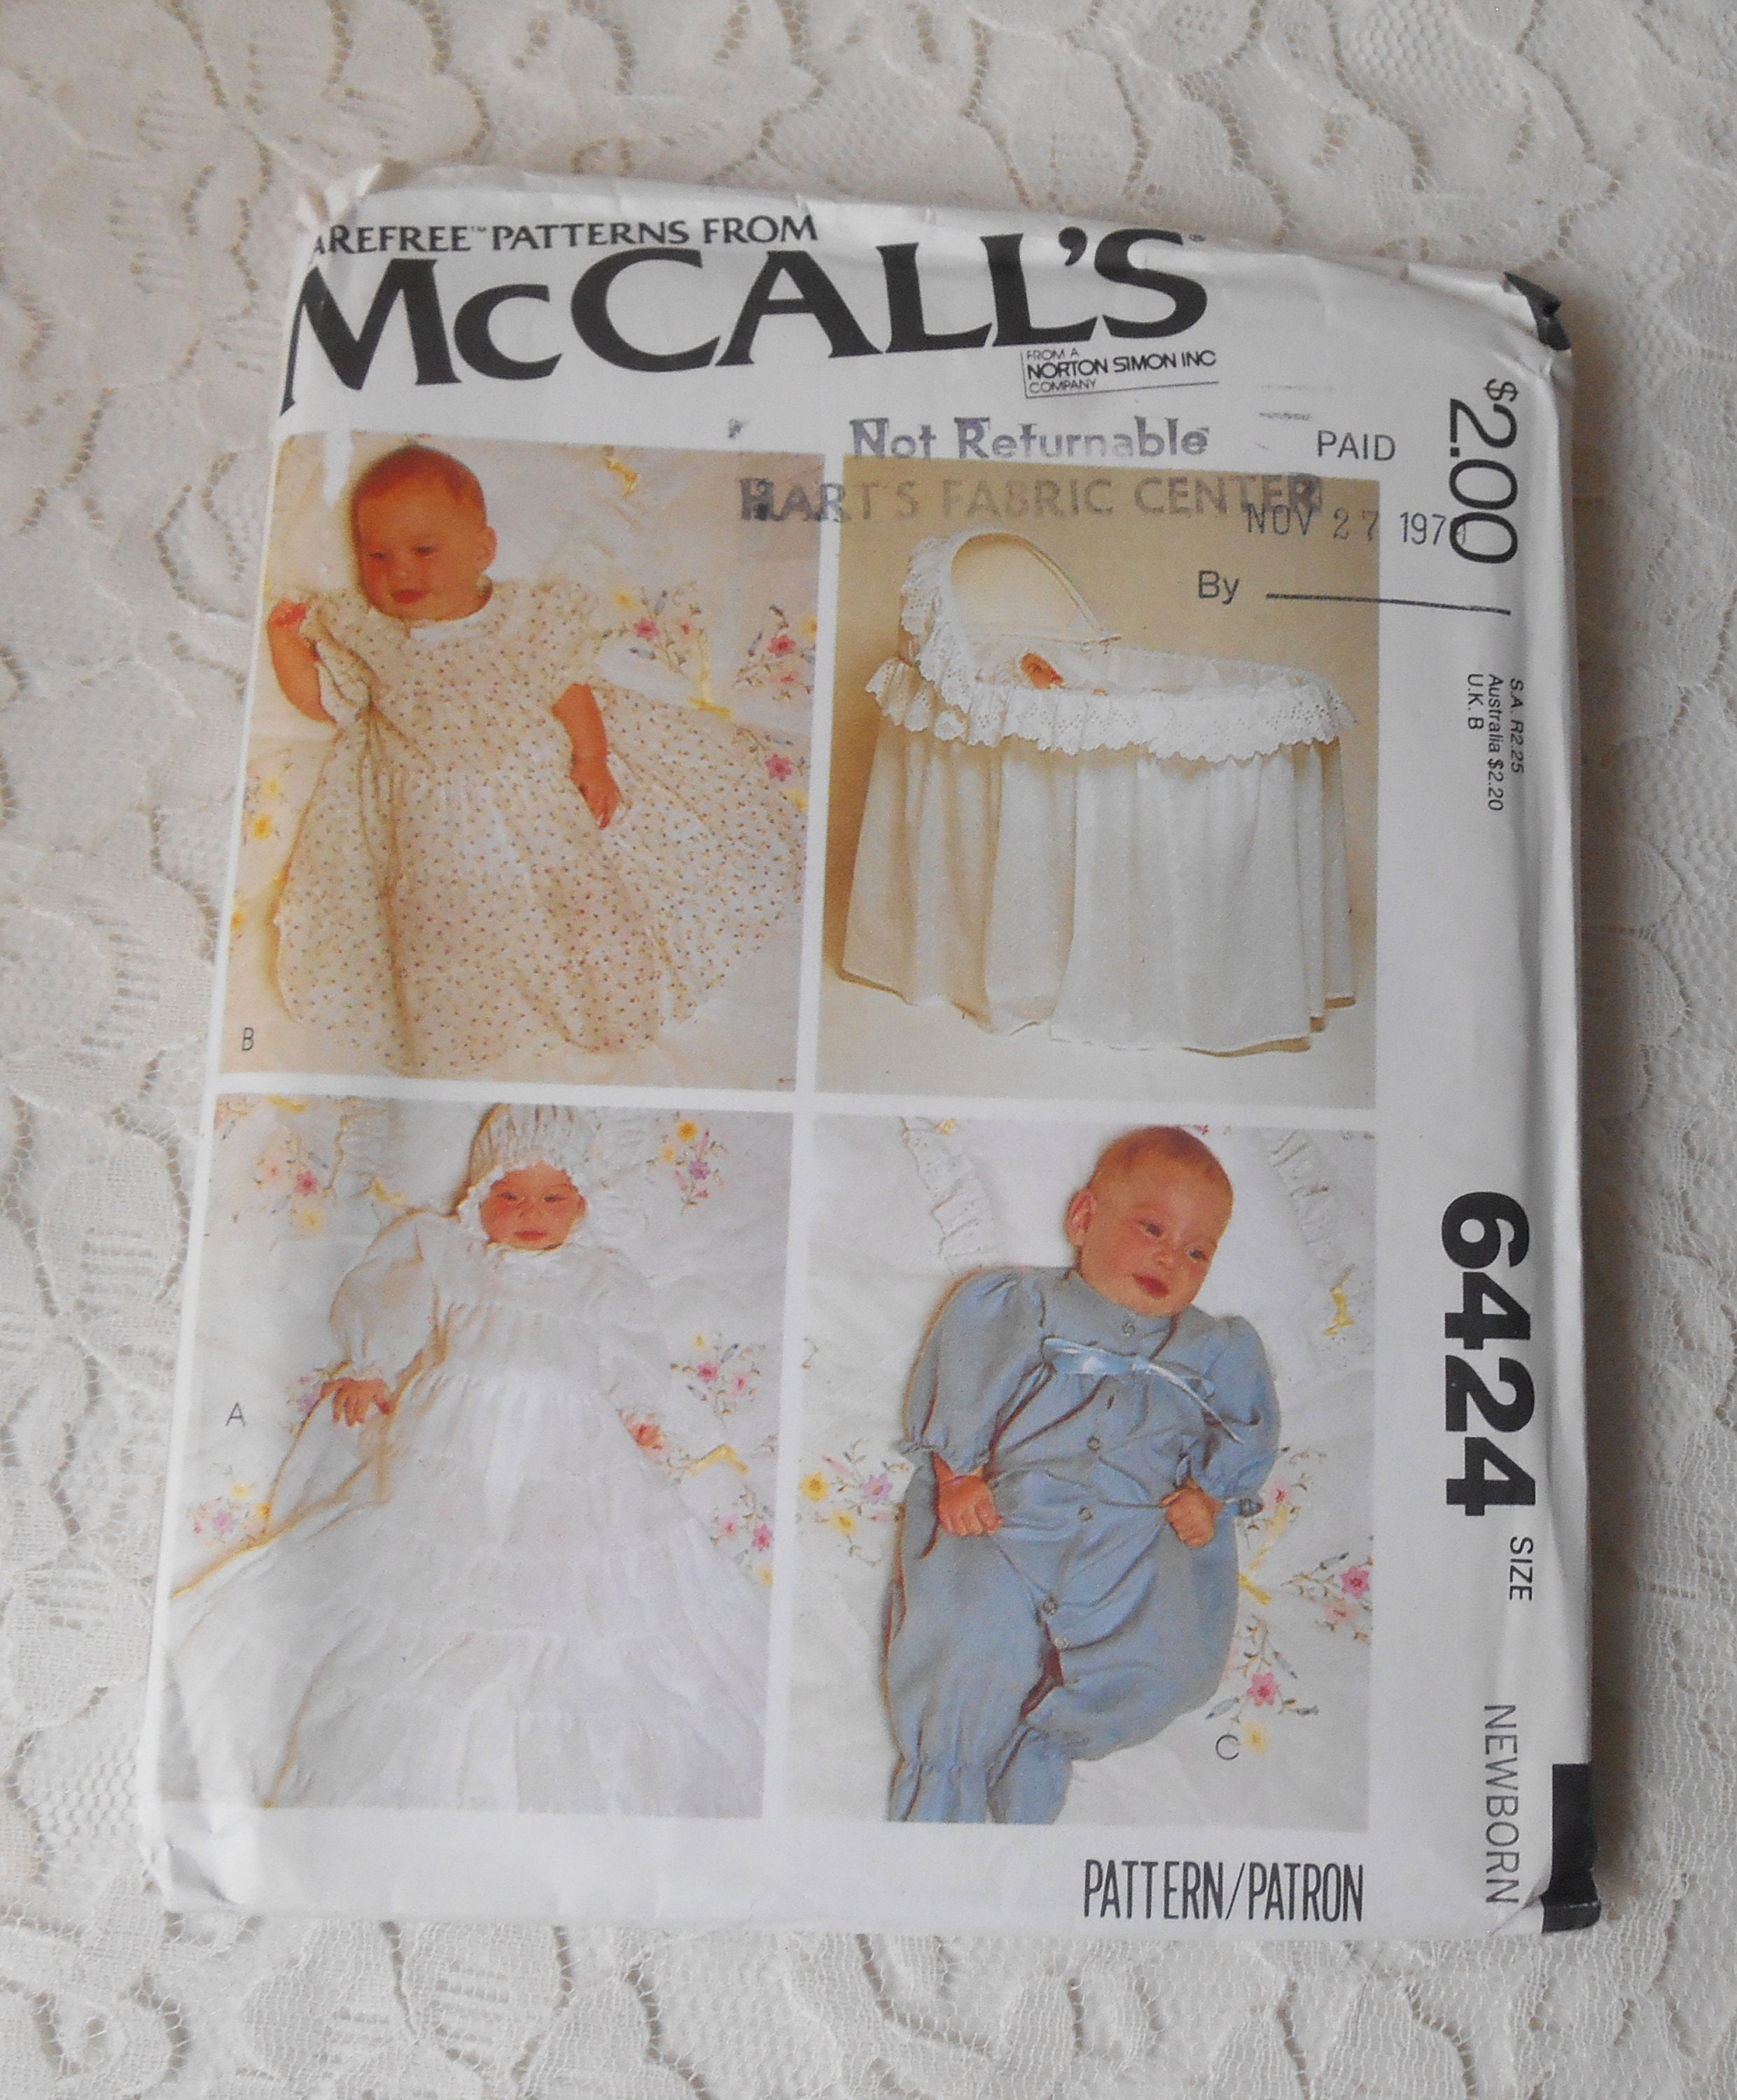 AREFREE™ PATTERNS FROM
McCALL'S®
FROM A
NORTON SIMON INC
COMPANY
Not Returnable
HART'S FABRIC CENTER
PAID
NOV 27 197
By
$2.00
S.A. R2.25
Australia $2.20
U.K. B
6424
SIZE
NEWBORN
B
A
C
PATTERN/PATRON